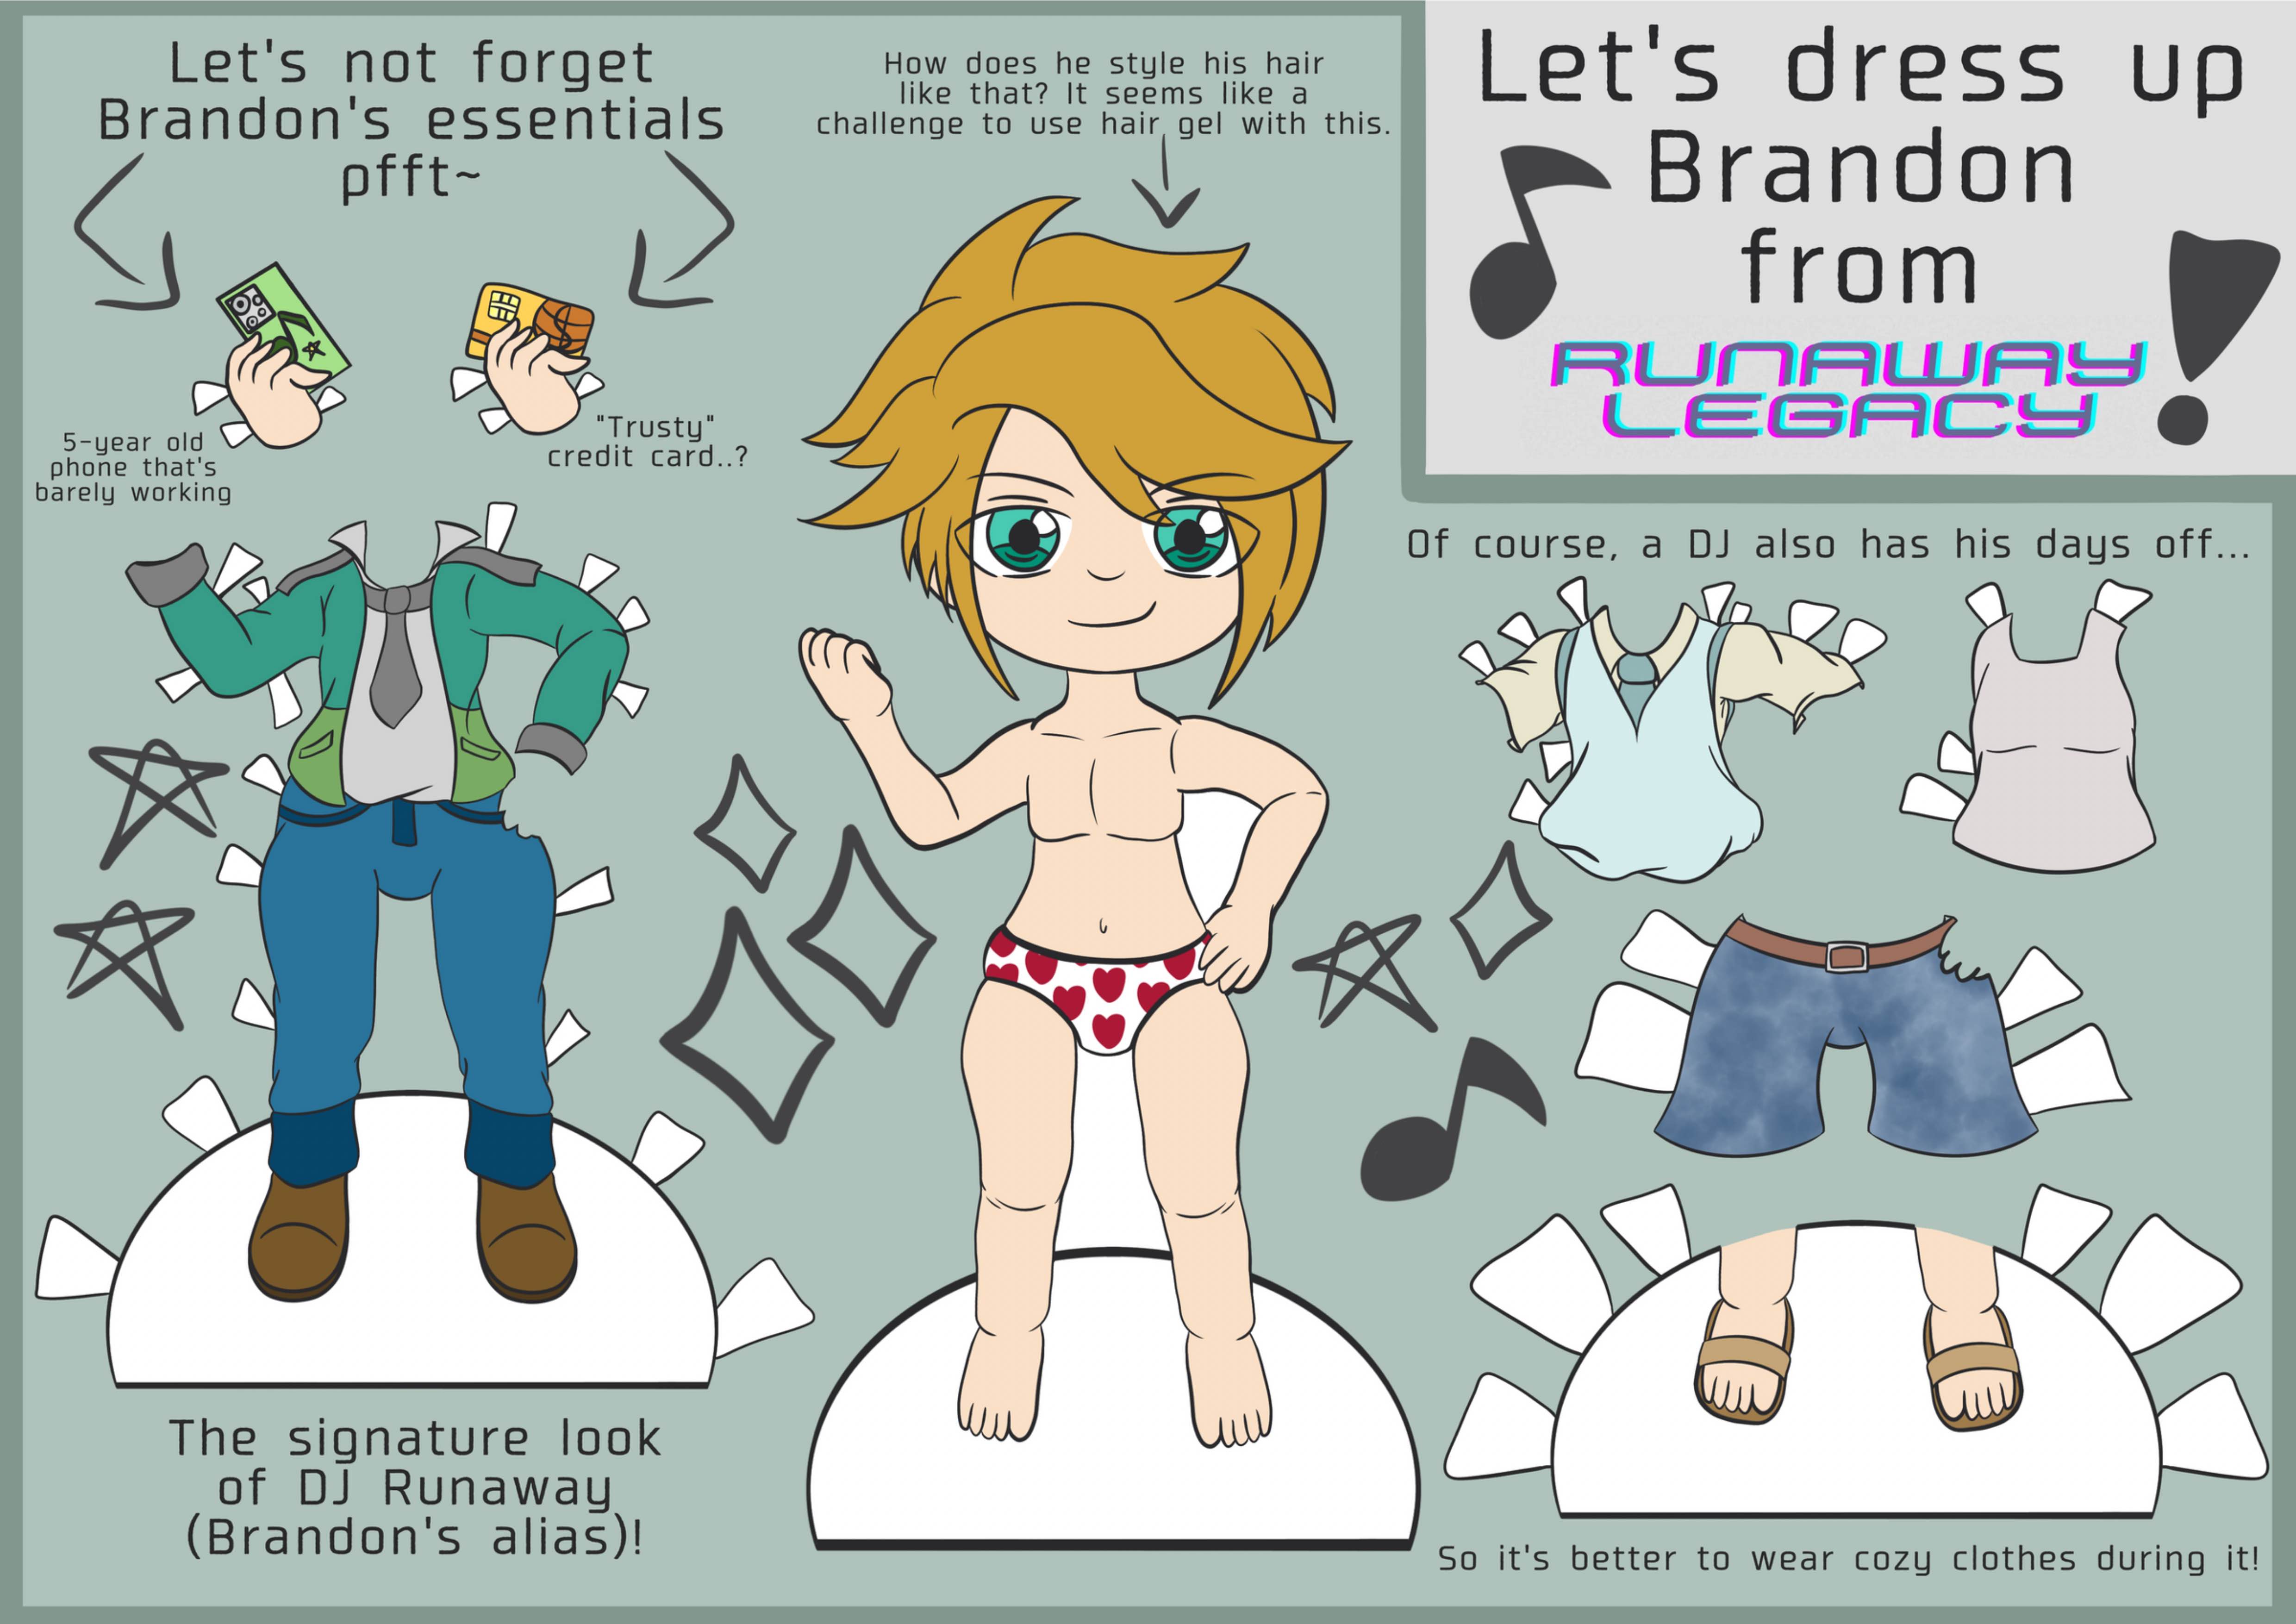 Let's not forget
Brandon's essentials
pfft~
5-year old
phone that's
barely working
"Trusty"
credit card..?
How does he style his hair
like that? It seems like a
challenge to use hair gel with this.
Let's dress up
Brandon
from
RUNAWAY
LEGACY
!
Of course, a DJ also has his days off...
The signature look
of DJ Runaway
(Brandon's alias)!
So it's better to wear cozy clothes during it!